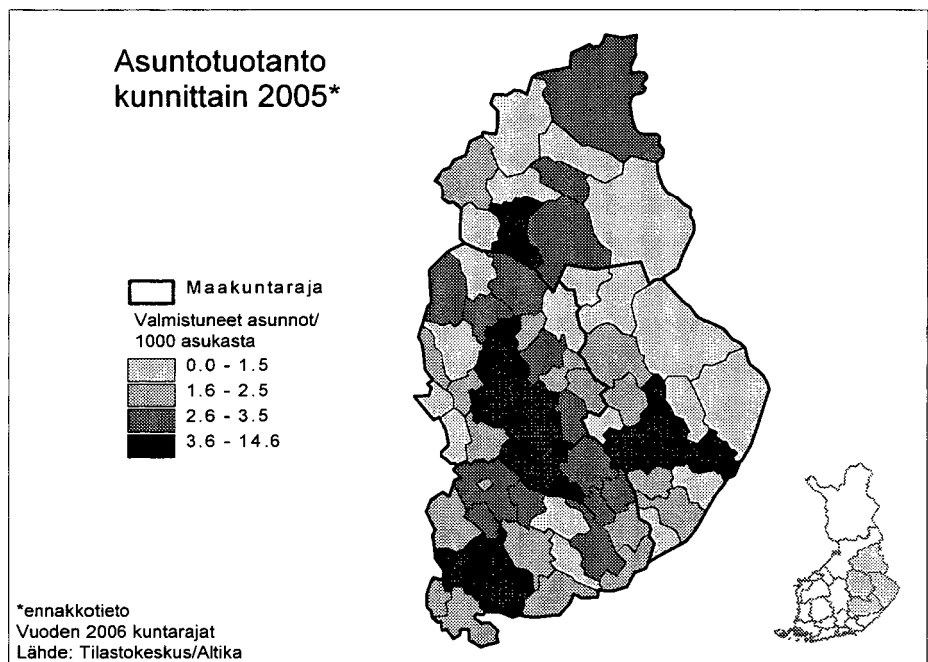 Asuntotuotanto
kunnittain 2005*
Maakuntaraja
Valmistuneet asunnot/
1000 asukasta
0.0 - 1.5
1.6 - 2.5
2.6 - 3.5
3.6 - 14.6
*ennakkotieto
Vuoden 2006 kuntarajat
Lähde: Tilastokeskus/Altika